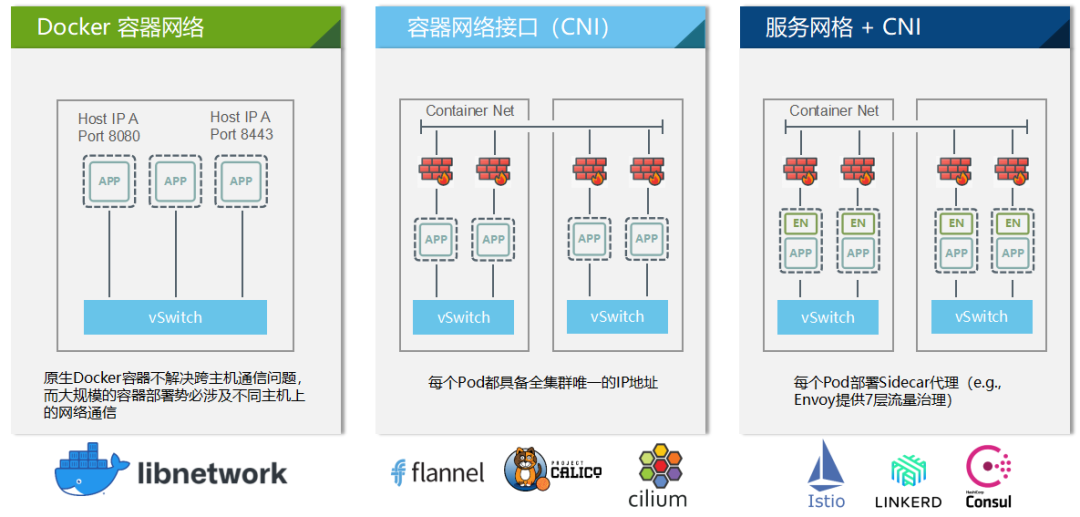 Docker 容器网络
Host IP A
Port 8080
Host IP A
Port 8443
APP
APP
APP
vSwitch
原生Docker容器不解决跨主机通信问题，
而大规模的容器部署势必涉及不同主机上
的网络通信
libnetwork
容器网络接口（CNI）
Container Net
APP
APP
APP
APP
vSwitch
vSwitch
每个Pod都具备全集群唯一的IP地址
flannel
PROJECT
CALICO
cilium
服务网格 + CNI
Container Net
EN
EN
EN
EN
APP
APP
APP
APP
vSwitch
vSwitch
每个Pod部署Sidecar代理（e.g.,
Envoy提供7层流量治理）
Istio
LINKERD
HashiCorp
Consul